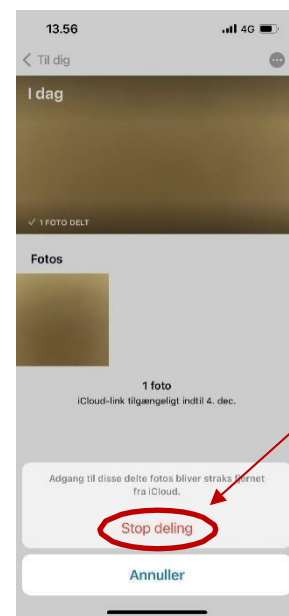 13.56
4G
Til dig
I dag
✓ 1 FOTO DELT
Fotos
1 foto
iCloud-link tilgængeligt indtil 4. dec.
Adgang til disse delte fotos bliver straks fjernet
fra iCloud.
Stop deling
Annuller